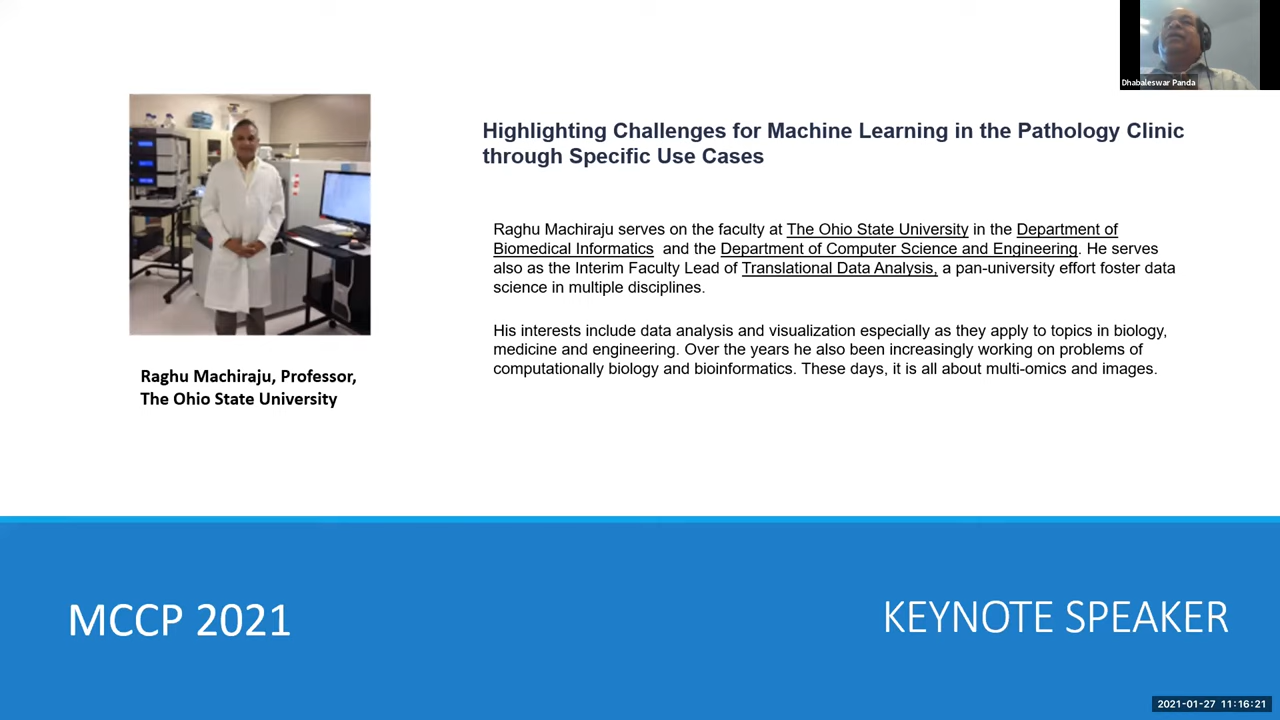 Dhabaleswar Panda
Highlighting Challenges for Machine Learning in the Pathology Clinic
through Specific Use Cases
Raghu Machiraju serves on the faculty at The Ohio State University in the Department of
Biomedical Informatics and the Department of Computer Science and Engineering. He serves
also as the Interim Faculty Lead of Translational Data Analysis, a pan-university effort foster data
science in multiple disciplines.
His interests include data analysis and visualization especially as they apply to topics in biology,
medicine and engineering. Over the years he also been increasingly working on problems of
computationally biology and bioinformatics. These days, it is all about multi-omics and images.
Raghu Machiraju, Professor,
The Ohio State University
MCCP 2021
KEYNOTE SPEAKER
2021-01-27 11:16:21